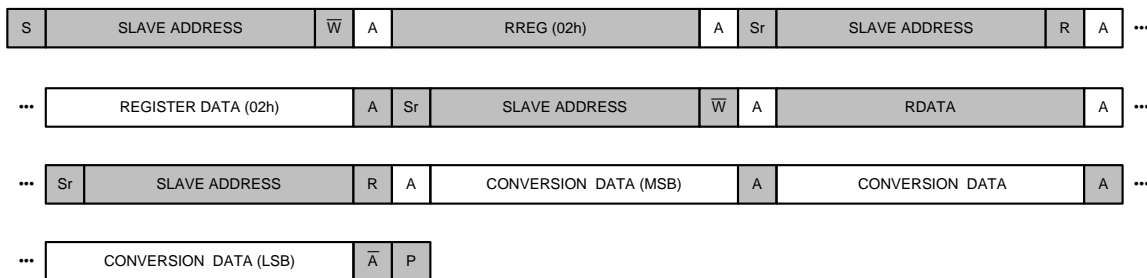 S SLAVE ADDRESS W̅ A RREG (02h) A Sr SLAVE ADDRESS R A •••
••• REGISTER DATA (02h) A Sr SLAVE ADDRESS W̅ A RDATA A •••
••• Sr SLAVE ADDRESS R A CONVERSION DATA (MSB) A CONVERSION DATA A •••
••• CONVERSION DATA (LSB) A̅ P